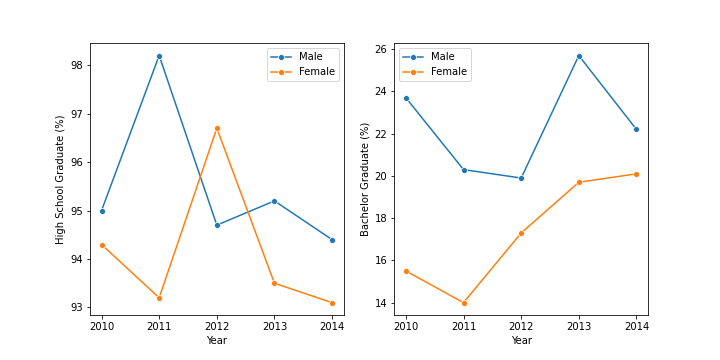 High School Graduate (%)
98
97
96
95
94
93
Male
Female
2010 2011 2012 2013 2014
Year
Bachelor Graduate (%)
26
24
22
20
18
16
14
Male
Female
2010 2011 2012 2013 2014
Year